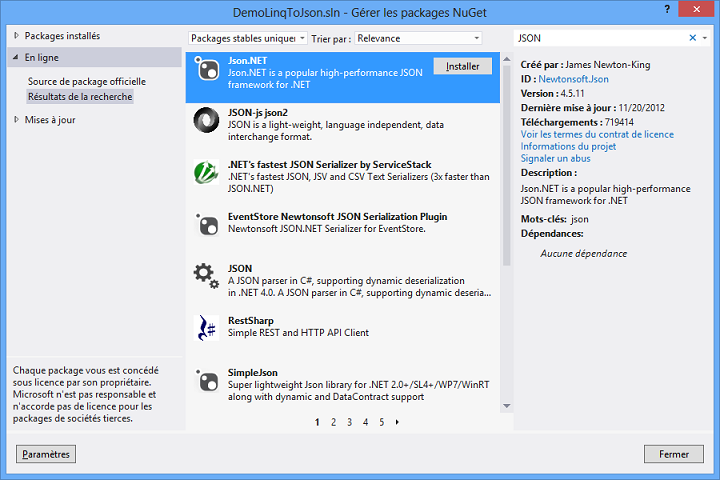 DemoLinqToJson.sln - Gérer les packages NuGet
Packages installés
En ligne
Source de package officielle
Résultats de la recherche
Mises à jour
Chaque package vous est concédé
sous licence par son propriétaire.
Microsoft n'est pas responsable et
n'accorde pas de licence pour les
packages de sociétés tierces.
Packages stables uniquer
Trier par : Relevance
Json.NET
Json.NET is a popular high-performance JSON
framework for .NET
Installer
JSON-js json2
JSON is a light-weight, language independent, data
interchange format.
.NET's fastest JSON Serializer by ServiceStack
.NET's fastest JSON, JSV and CSV Text Serializers (3x faster than
JSON.NET)
EventStore Newtonsoft JSON Serialization Plugin
Newtonsoft JSON.NET Serializer for EventStore.
JSON
A JSON parser in C#, supporting dynamic deserialization
in .NET 4.0. A JSON parser in C#, supporting dynamic deseria...
RestSharp
Simple REST and HTTP API Client
SimpleJson
Super lightweight Json library for .NET 2.0+/SL4+/WP7/WinRT
along with dynamic and DataContract support
1 2 3 4 5
JSON
Créé par : James Newton-King
ID : Newtonsoft.Json
Version : 4.5.11
Dernière mise à jour : 11/20/2012
Téléchargements : 719414
Voir les termes du contrat de licence
Informations du projet
Signaler un abus
Description :
Json.NET is a popular high-performance
JSON framework for .NET
Mots-clés: json
Dépendances:
Aucune dépendance
Paramètres
Fermer